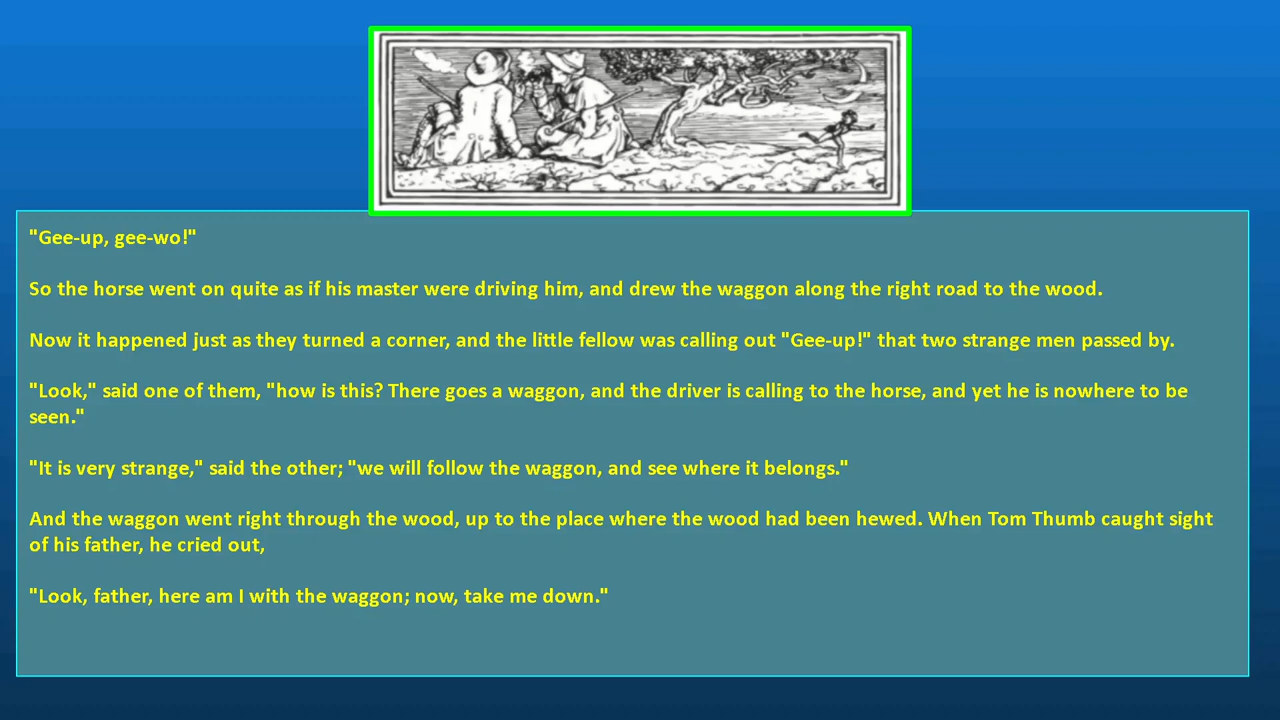 "Gee-up, gee-wo!"
So the horse went on quite as if his master were driving him, and drew the waggon along the right road to the wood.
Now it happened just as they turned a corner, and the little fellow was calling out "Gee-up!" that two strange men passed by.
"Look," said one of them, "how is this? There goes a waggon, and the driver is calling to the horse, and yet he is nowhere to be
seen."
"It is very strange," said the other; "we will follow the waggon, and see where it belongs."
And the waggon went right through the wood, up to the place where the wood had been hewed. When Tom Thumb caught sight
of his father, he cried out,
"Look, father, here am I with the waggon; now, take me down."